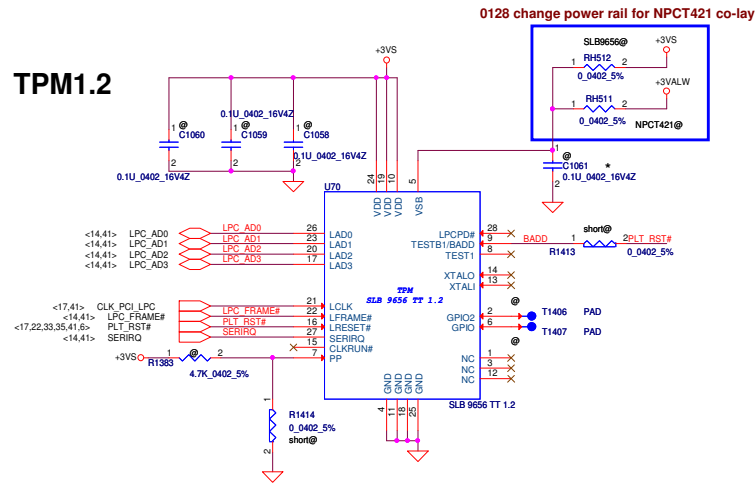 0128 change power rail for NPCT421 co-lay
TPM1.2
SLB9656@
+3VS
1 RH512 2
0_0402_5%
+3VALW
1 RH511 2
0_0402_5%
NPCT421@
+3VS
0.1U_0402_16V4Z
1 @
C1060
2
0.1U_0402_16V4Z
1 @
C1059
2
1 @
C1058
2
0.1U_0402_16V4Z
1
@
C1061 *
0.1U_0402_16V4Z
2
U70
24 19 10 5
VDD VDD VDD VSB
<14,41> LPC_AD0 LPC_AD0 26 LAD0
<14,41> LPC_AD1 LPC_AD1 23 LAD1
<14,41> LPC_AD2 LPC_AD2 20 LAD2
<14,41> LPC_AD3 LPC_AD3 17 LAD3
LPCPD# 28
TESTB1/BADD 9 BADD 1 short@ 2 PLT_RST#
R1413 0_0402_5%
TEST1 8
XTALO 14
XTALI 13
TPM
SLB 9656 TT 1.2
<17,41> CLK_PCI_LPC 21 LCLK
<14,41> LPC_FRAME# LPC_FRAME# 22 LFRAME#
<17,22,33,35,41,6> PLT_RST# PLT_RST# 16 LRESET#
<14,41> SERIRQ SERIRQ 27 SERIRQ
15 CLKRUN#
+3VS 1 @ 2 7 PP
R1383 4.7K_0402_5%
@
GPIO2 2 T1406 PAD
GPIO 6 T1407 PAD
@
NC 1
NC 3
NC 12
GND GND GND GND
4 11 18 25
SLB 9656 TT 1.2
1
R1414
0_0402_5%
short@
2